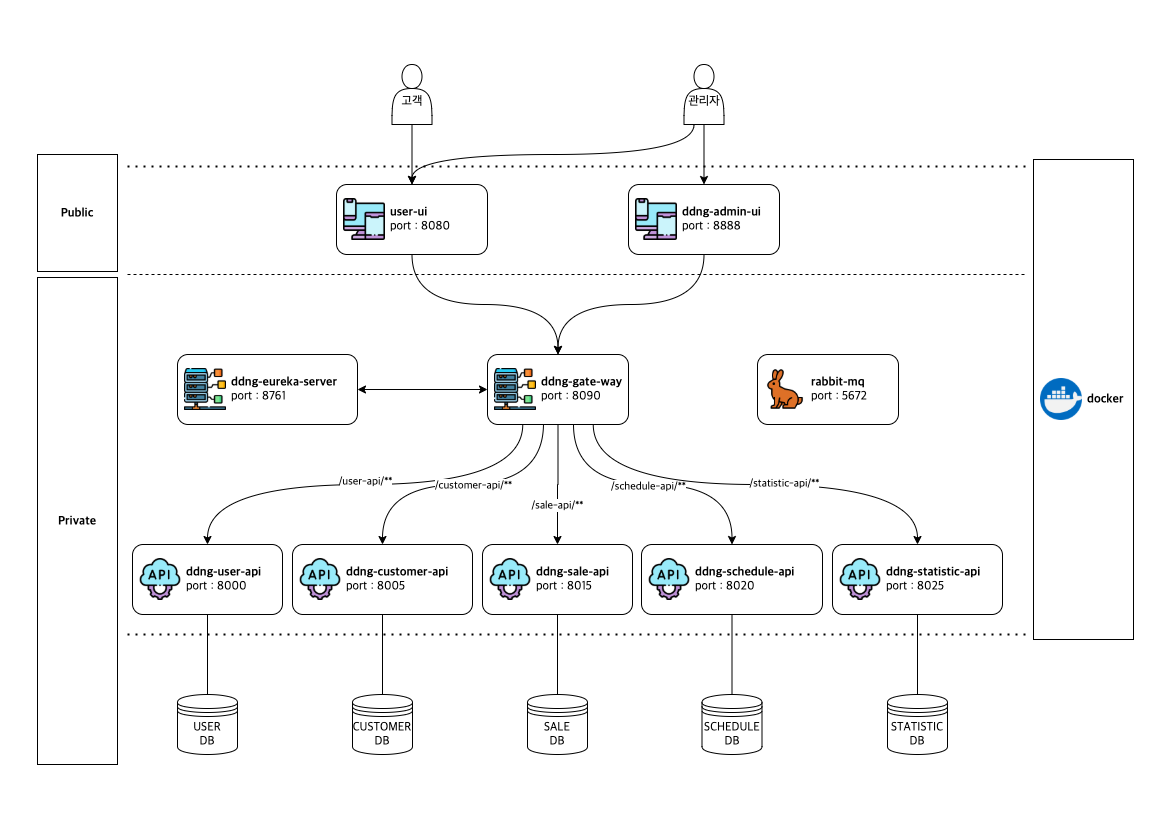 고객
관리자
Public
user-ui
port : 8080
ddng-admin-ui
port : 8888
ddng-eureka-server
port : 8761
ddng-gate-way
port : 8090
rabbit-mq
port : 5672
docker
/user-api/**
/customer-api/**
/sale-api/**
/schedule-api/**
/statistic-api/**
Private
API
ddng-user-api
port : 8000
API
ddng-customer-api
port : 8005
API
ddng-sale-api
port : 8015
API
ddng-schedule-api
port : 8020
API
ddng-statistic-api
port : 8025
USER
DB
CUSTOMER
DB
SALE
DB
SCHEDULE
DB
STATISTIC
DB